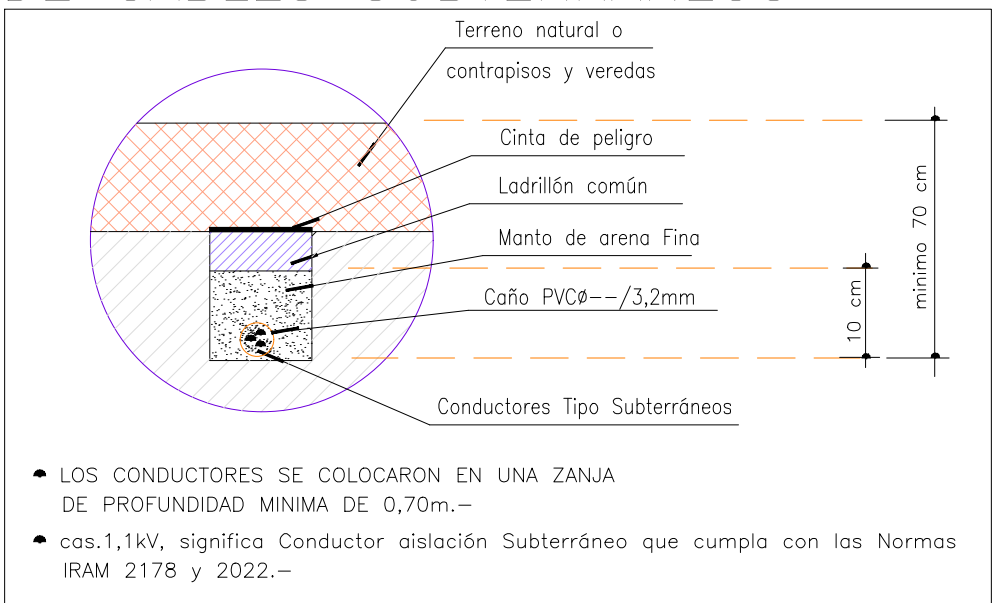 Terreno natural o
contrapisos y veredas
Cinta de peligro
Ladrillón común
Manto de arena Fina
Caño PVCø--/3,2mm
Conductores Tipo Subterráneos
10 cm
minimo 70 cm
LOS CONDUCTORES SE COLOCARON EN UNA ZANJA
DE PROFUNDIDAD MINIMA DE 0,70m.-
cas.1,1kV, significa Conductor aislación Subterráneo que cumpla con las Normas
IRAM 2178 y 2022.-